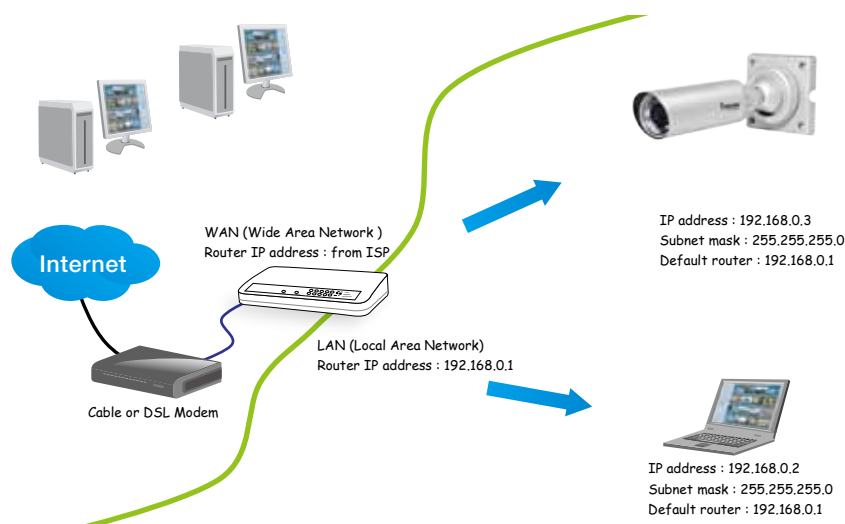 WAN (Wide Area Network )
Router IP address : from ISP
Internet
LAN (Local Area Network)
Router IP address : 192.168.0.1
Cable or DSL Modem
IP address : 192.168.0.3
Subnet mask : 255.255.255.0
Default router : 192.168.0.1
IP address : 192.168.0.2
Subnet mask : 255.255.255.0
Default router : 192.168.0.1